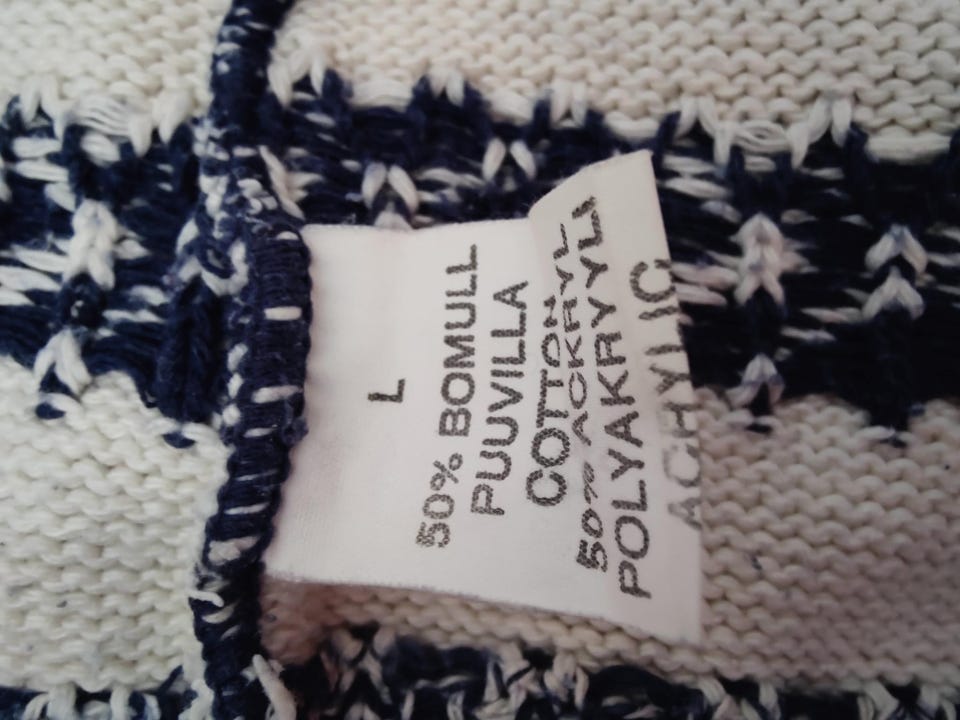 L
50% BOMULL
PUUVILLA
COTTON
50% ACKRYL
POLYAKRYYLI
ACRYLIC